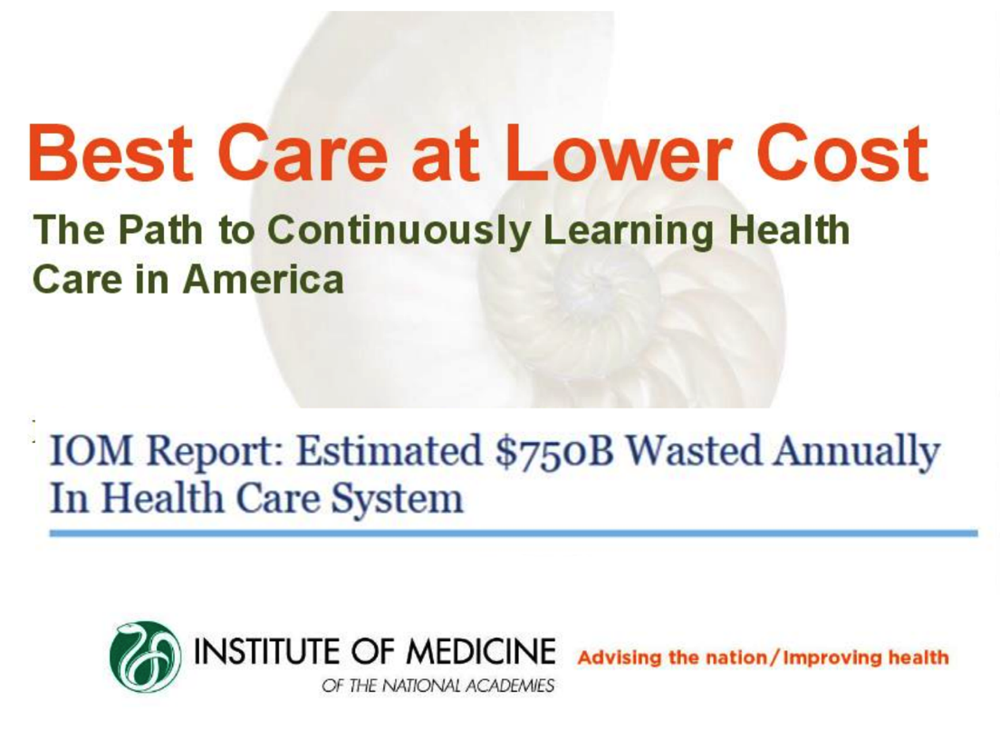 Best Care at Lower Cost
The Path to Continuously Learning Health
Care in America
IOM Report: Estimated $750B Wasted Annually
In Health Care System
INSTITUTE OF MEDICINE
OF THE NATIONAL ACADEMIES
Advising the nation/Improving health